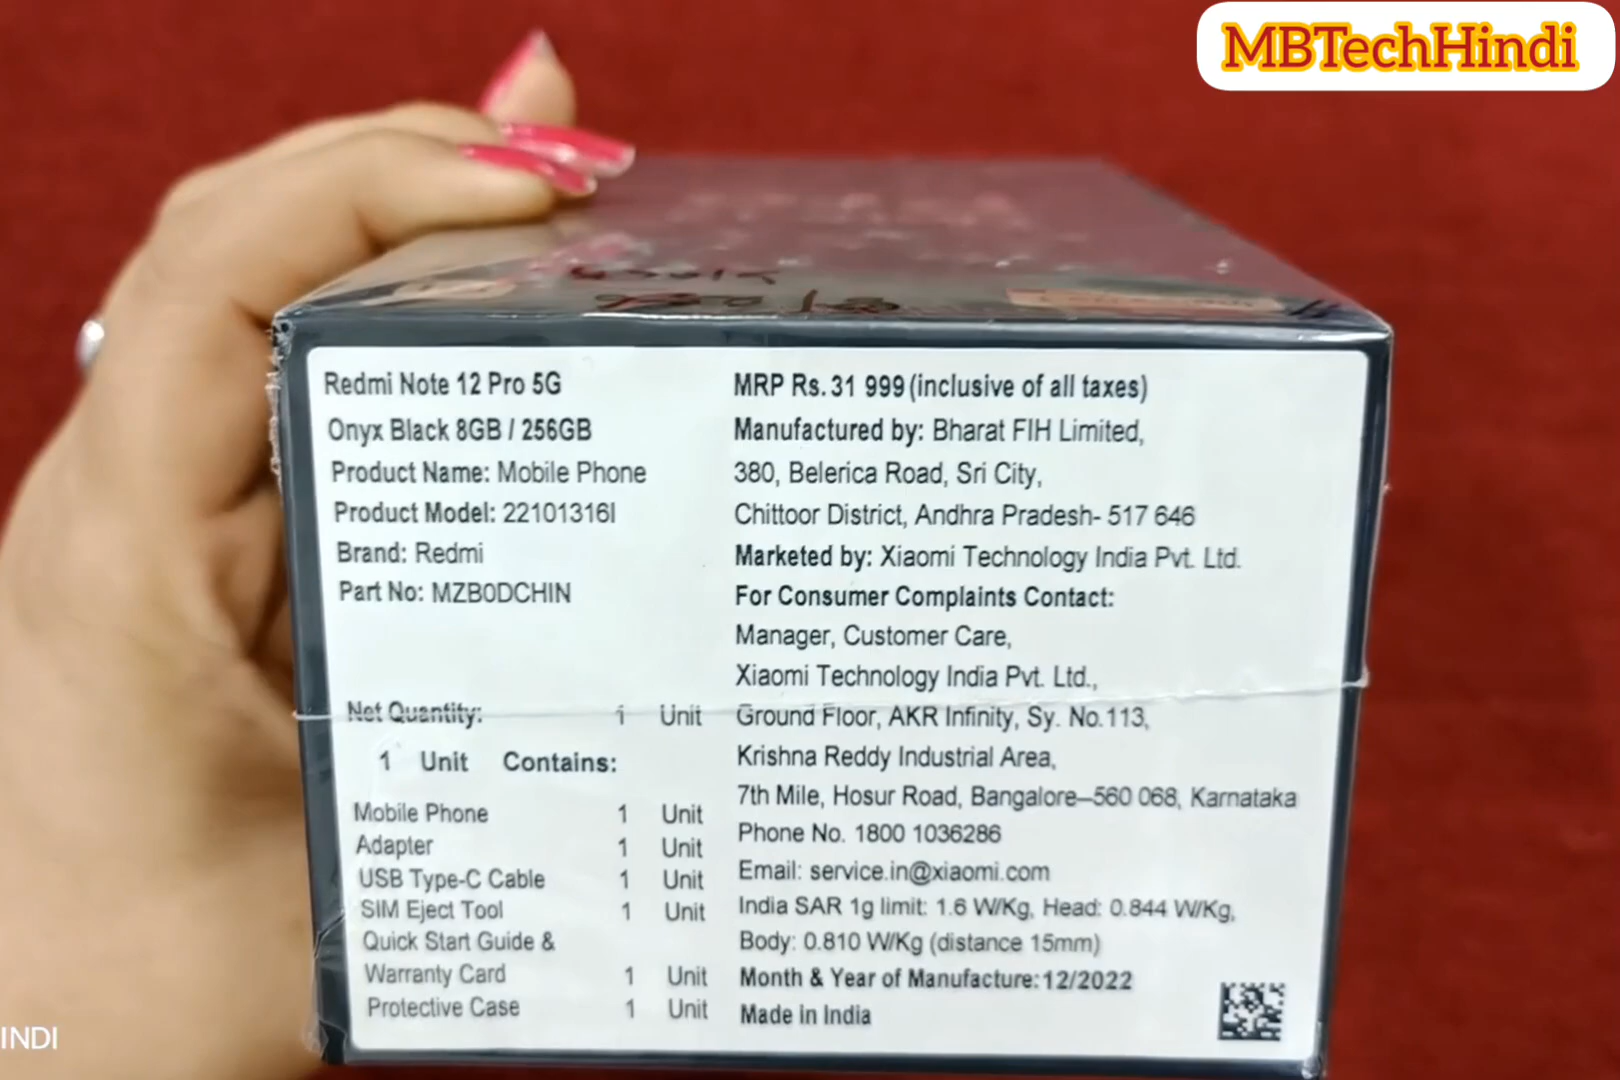 MBTechHindi
Redmi Note 12 Pro 5G
Onyx Black 8GB / 256GB
Product Name: Mobile Phone
Product Model: 22101316I
Brand: Redmi
Part No: MZB0DCHIN
Net Quantity: 1 Unit
1 Unit Contains:
Mobile Phone 1 Unit
Adapter 1 Unit
USB Type-C Cable 1 Unit
SIM Eject Tool 1 Unit
Quick Start Guide &
Warranty Card 1 Unit
Protective Case 1 Unit
MRP Rs. 31 999 (inclusive of all taxes)
Manufactured by: Bharat FIH Limited,
380, Belerica Road, Sri City,
Chittoor District, Andhra Pradesh- 517 646
Marketed by: Xiaomi Technology India Pvt. Ltd.
For Consumer Complaints Contact:
Manager, Customer Care,
Xiaomi Technology India Pvt. Ltd.,
Ground Floor, AKR Infinity, Sy. No.113,
Krishna Reddy Industrial Area,
7th Mile, Hosur Road, Bangalore–560 068, Karnataka
Phone No. 1800 1036286
Email: service.in@xiaomi.com
India SAR 1g limit: 1.6 W/Kg, Head: 0.844 W/Kg,
Body: 0.810 W/Kg (distance 15mm)
Month & Year of Manufacture: 12/2022
Made in India
INDI